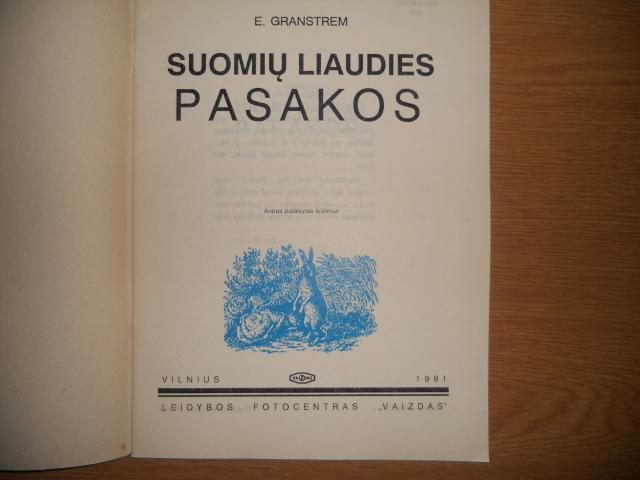 E. GRANSTREM
SUOMIŲ LIAUDIES
PASAKOS
Antras pataisytas leidimas
VILNIUS VAIZDAS 1991
LEIDYBOS FOTOCENTRAS „VAIZDAS“